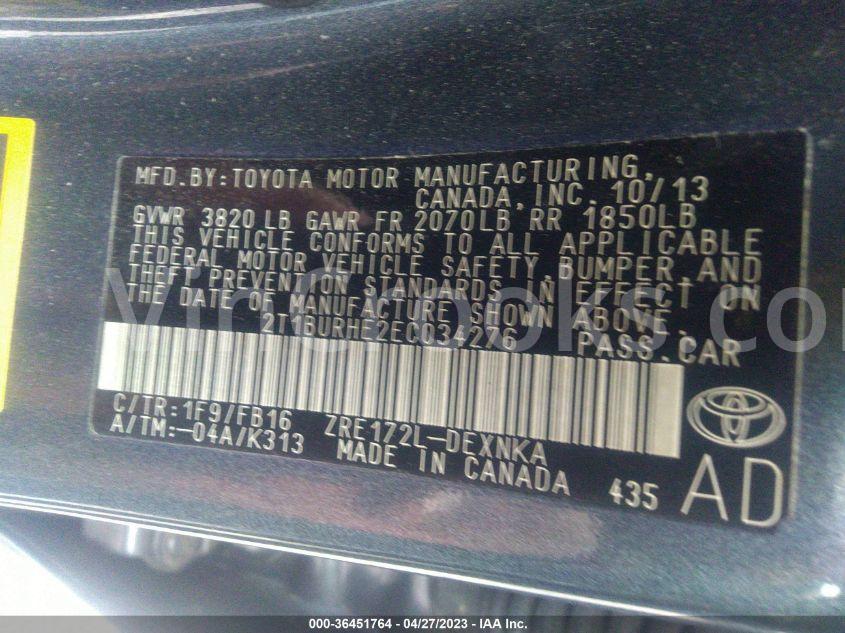 MFD.BY:TOYOTA MOTOR MANUFACTURING,
CANADA, INC. 10/13
GVWR 3820 LB GAWR FR 2070LB RR 1850LB
THIS VEHICLE CONFORMS TO ALL APPLICABLE
FEDERAL MOTOR VEHICLE SAFETY,BUMPER AND
THEFT PREVENTION STANDARDS IN EFFECT ON
THE DATE OF MANUFACTURE SHOWN ABOVE.
2T1BURHE2EC034276 PASS.CAR
C/TR:1F9/FB16 ZRE172L-DEXNKA
A/TM:-04A/K313 MADE IN CANADA 435 AD
000-36451764 / 04/27/2023 - IAA Inc.